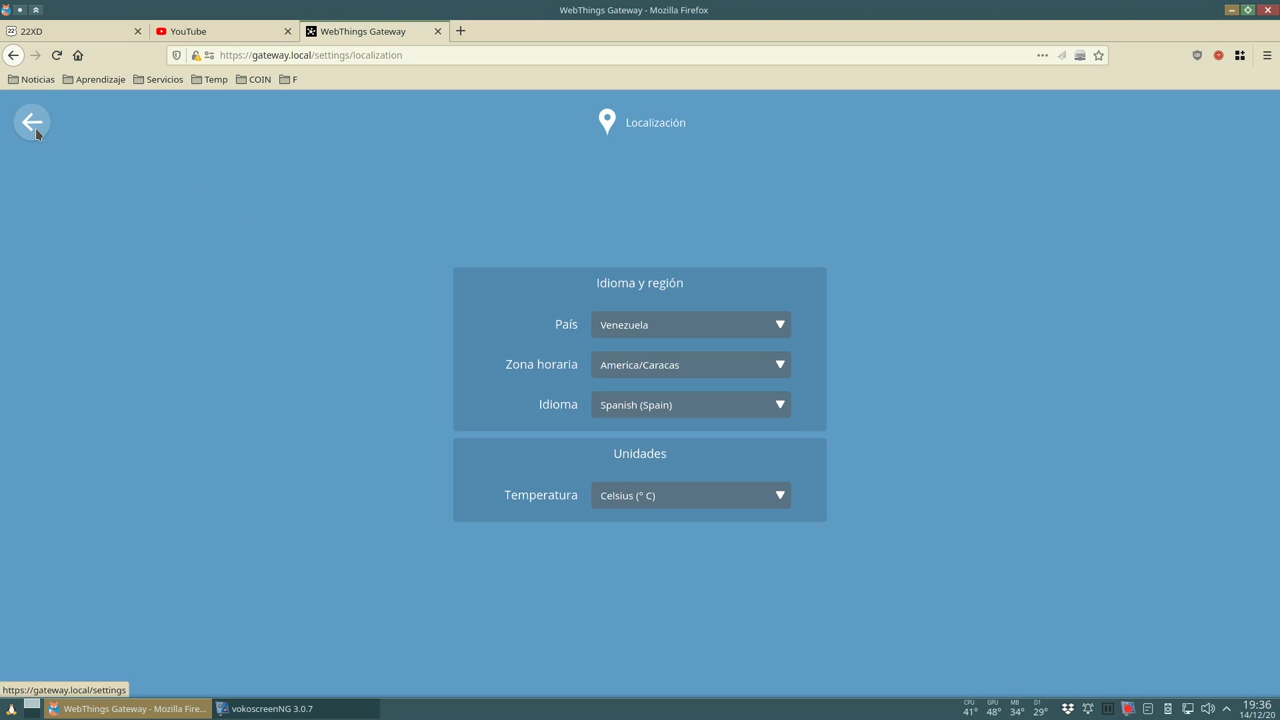 WebThings Gateway - Mozilla Firefox
22XD
YouTube
WebThings Gateway
https://gateway.local/settings/localization
Noticias
Aprendizaje
Servicios
Temp
COIN
F
Localización
Idioma y región
País
Venezuela
Zona horaria
America/Caracas
Idioma
Spanish (Spain)
Unidades
Temperatura
Celsius (° C)
https://gateway.local/settings
WebThings Gateway - Mozilla Fire...
vokoscreenNG 3.0.7
CPU
41°
GPU
48°
MB
34°
D1
29°
19:36
14/12/20